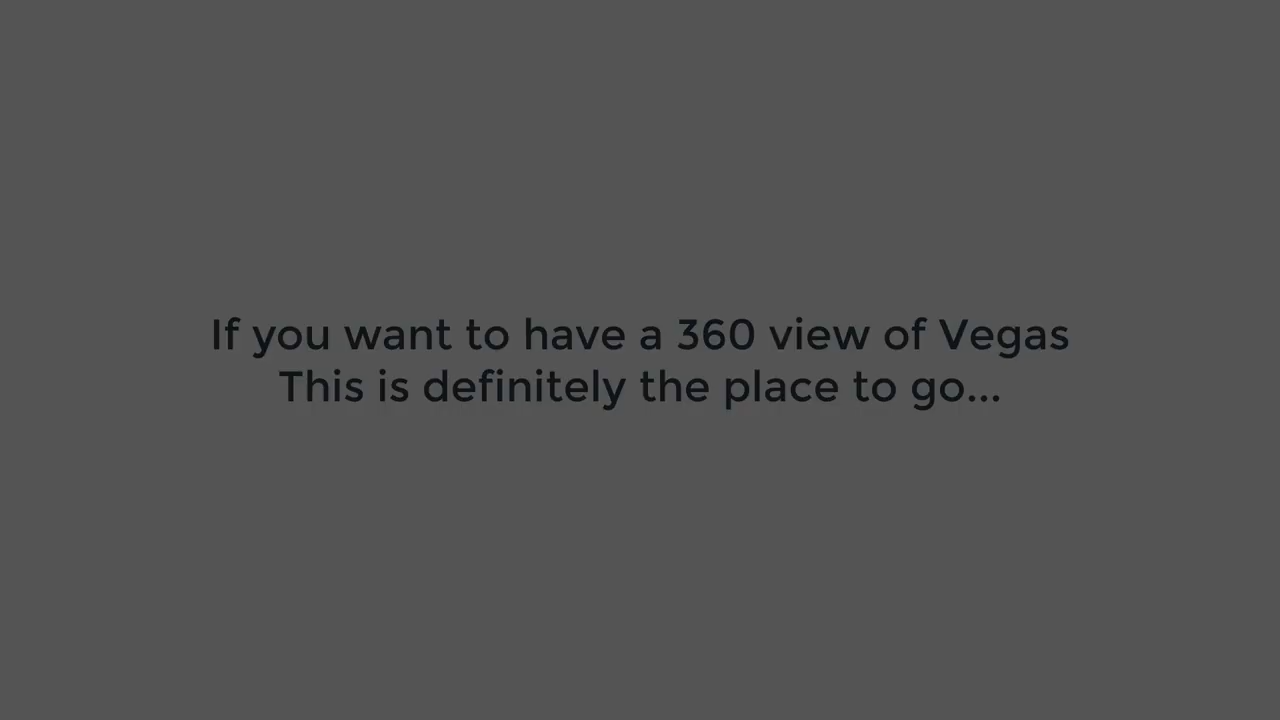 If you want to have a 360 view of Vegas
This is definitely the place to go...